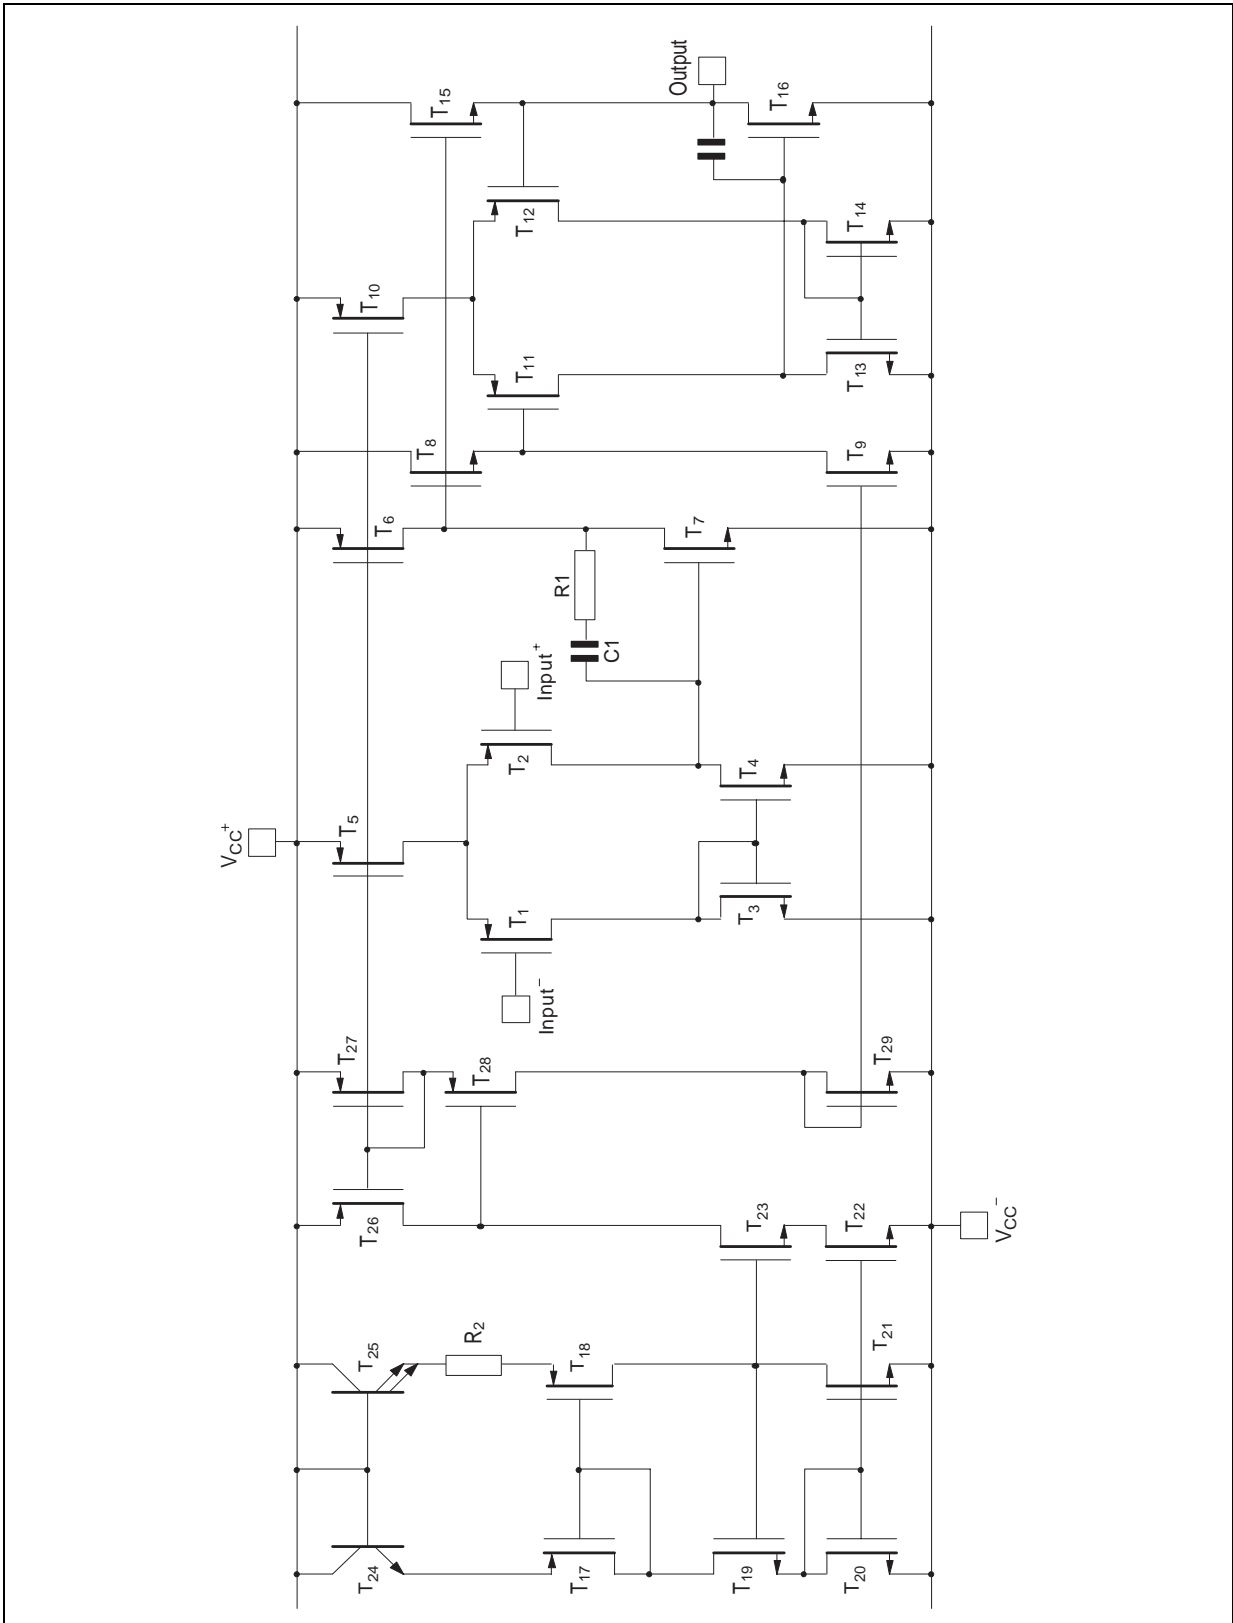 Output
T15
T16
T12
T14
T10
T11
T13
T8
T9
T6
T7
R1
C1
Input+
T2
T4
VCC+
T5
T1
T3
Input−
T27
T28
T29
T26
T23
T22
VCC−
T25
R2
T18
T21
T24
T17
T19
T20